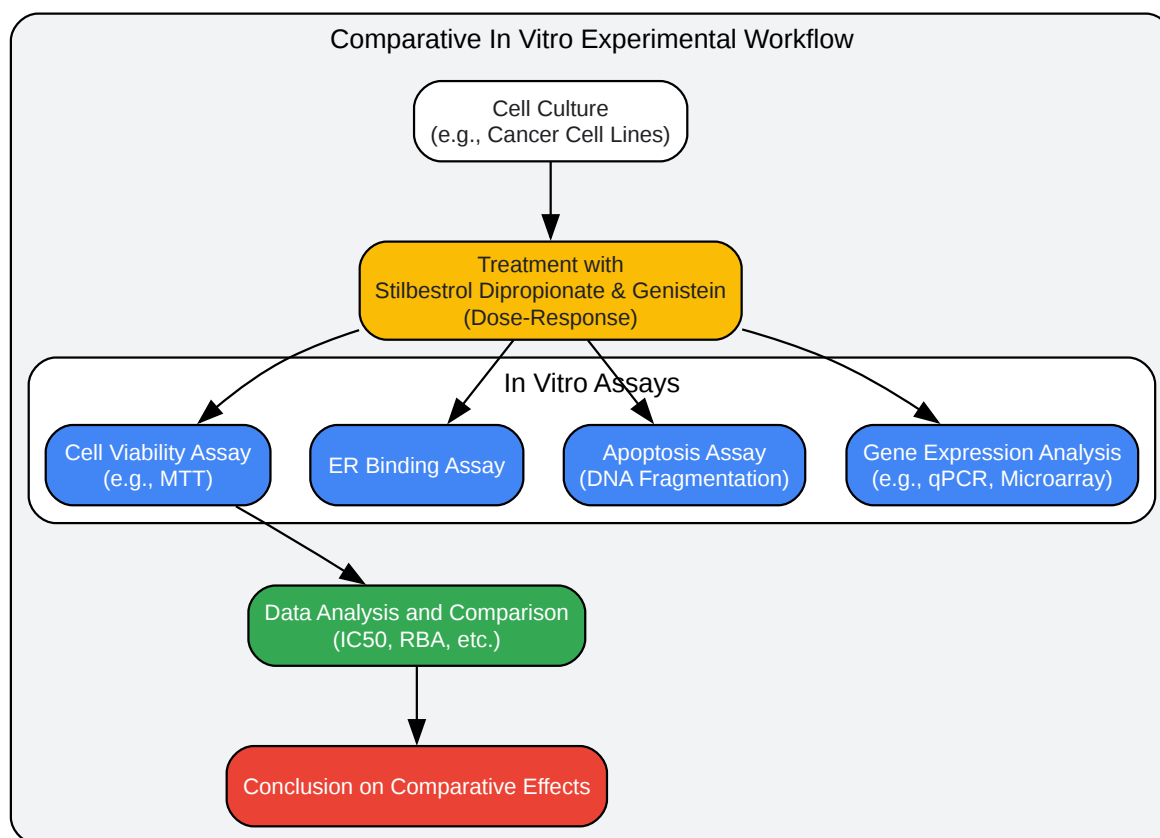 Comparative In Vitro Experimental Workflow
Cell Culture
(e.g., Cancer Cell Lines)
Treatment with
Stilbestrol Dipropionate & Genistein
(Dose-Response)
In Vitro Assays
Cell Viability Assay
(e.g., MTT)
ER Binding Assay
Apoptosis Assay
(DNA Fragmentation)
Gene Expression Analysis
(e.g., qPCR, Microarray)
Data Analysis and Comparison
(IC50, RBA, etc.)
Conclusion on Comparative Effects